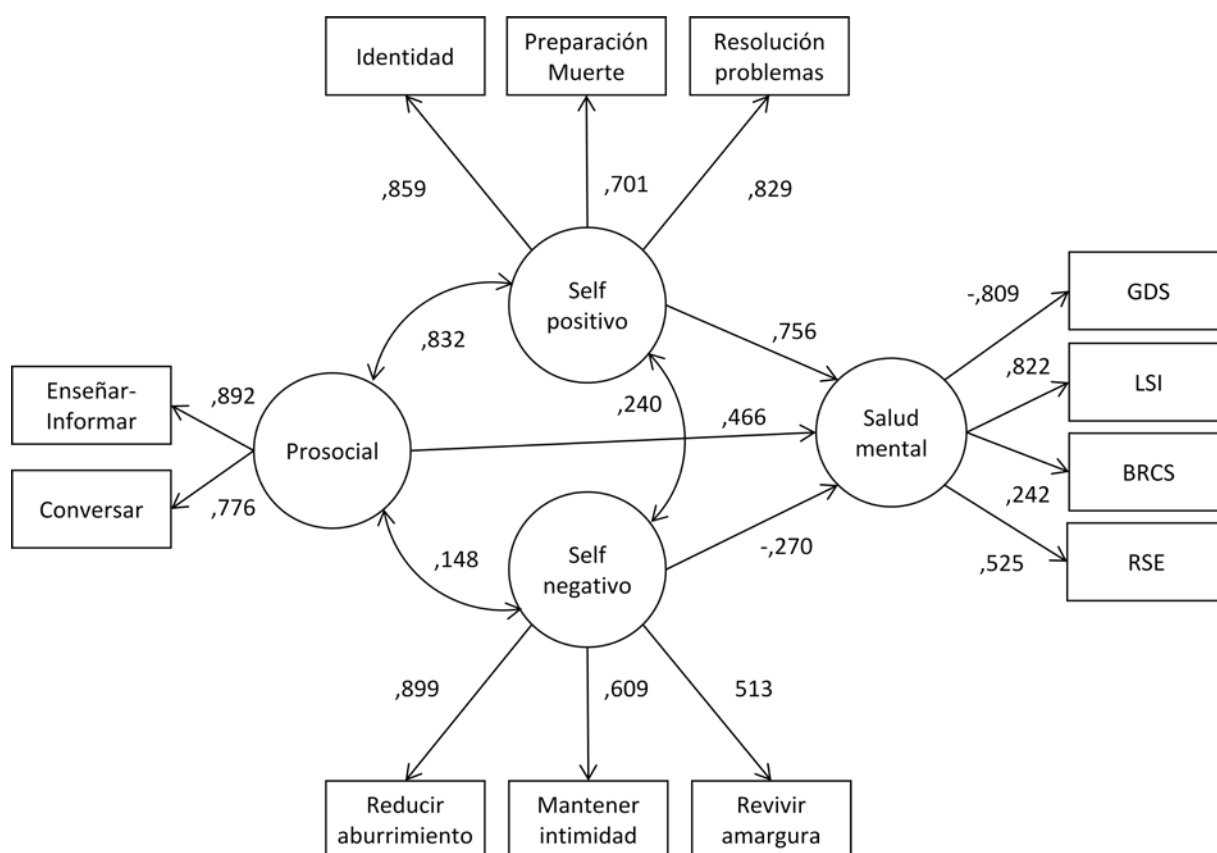 Identidad
Preparación
Muerte
Resolución
problemas
,859
,701
,829
Self
positivo
-,809
GDS
,832
,756
,822
LSI
Enseñar-
Informar
,892
,240
,466
Prosocial
Salud
mental
BRCS
Conversar
,776
,242
,148
Self
negativo
-,270
,525
RSE
,899
,609
513
Reducir
aburrimiento
Mantener
intimidad
Revivir
amargura